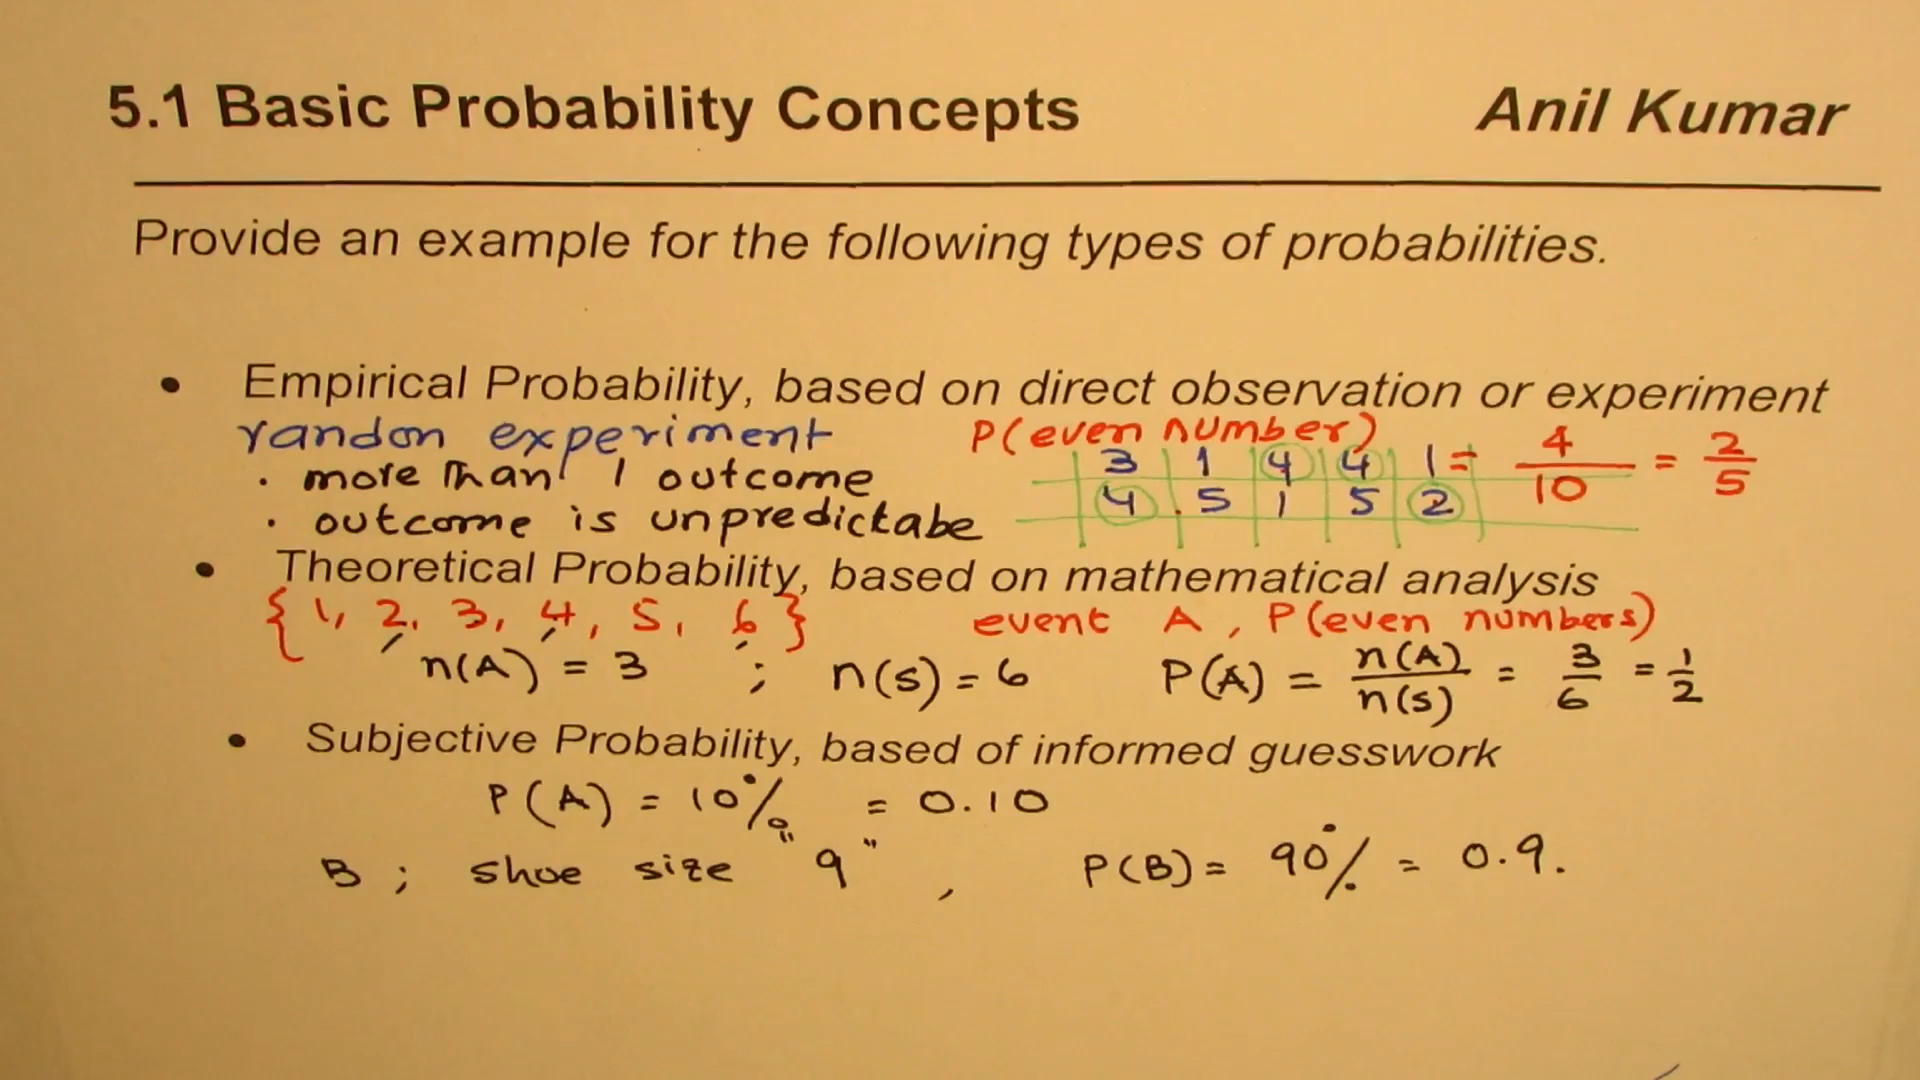 5.1 Basic Probability Concepts Anil Kumar
Provide an example for the following types of probabilities.
• Empirical Probability, based on direct observation or experiment
randon experiment P(even number)
3 1 4 4 1 = 4/10 = 2/5
· more than 1 outcome
4 . 5 1 5 2
· outcome is unpredictabe
• Theoretical Probability, based on mathematical analysis
{ 1, 2, 3, 4, 5, 6 } event A, P(even numbers)
n(A) = 3 ; n(s) = 6 P(A) = n(A)/n(s) = 3/6 = 1/2
• Subjective Probability, based of informed guesswork
P(A) = 10% = 0.10
B ; shoe size "9" , P(B) = 90% = 0.9.